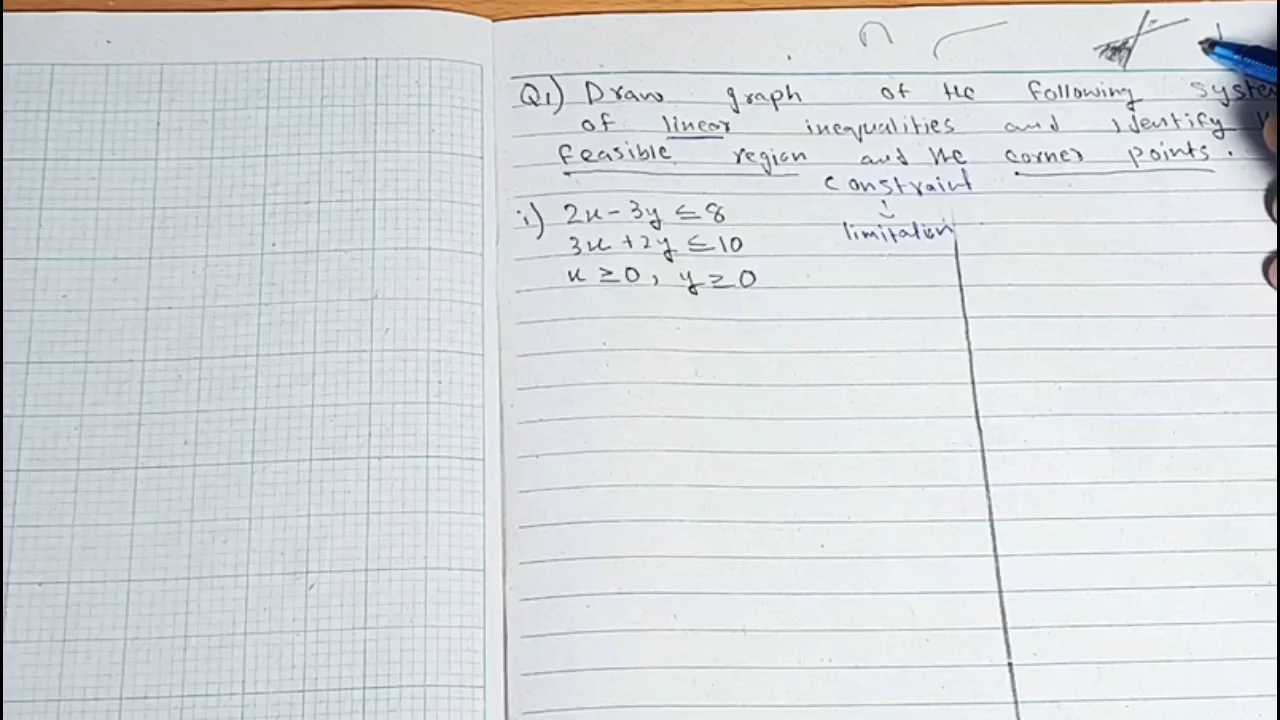 Q1) Draw graph of the following system
of linear inequalities and identify
feasible region and the corner points.
constraint
i) 2x - 3y ≤ 8
limitation
3x + 2y ≤ 10
x ≥ 0, y ≥ 0